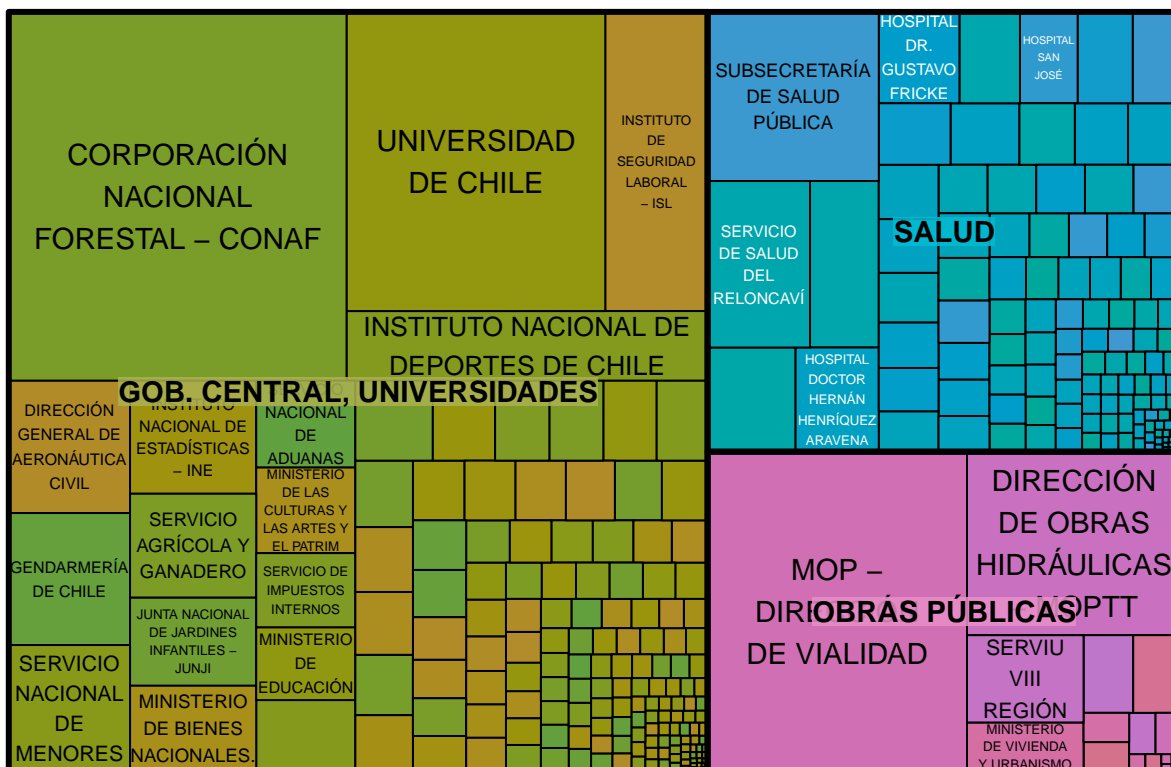 CORPORACIÓN
NACIONAL
FORESTAL – CONAF
UNIVERSIDAD
DE CHILE
INSTITUTO
DE
SEGURIDAD
LABORAL
– ISL
INSTITUTO NACIONAL DE
DEPORTES DE CHILE
GOB. CENTRAL, UNIVERSIDADES
DIRECCIÓN
GENERAL DE
AERONÁUTICA
CIVIL
INSTITUTO
NACIONAL DE
ESTADÍSTICAS
– INE
NACIONAL
DE
ADUANAS
MINISTERIO
DE LAS
CULTURAS Y
LAS ARTES Y
EL PATRIM
GENDARMERÍA
DE CHILE
SERVICIO
AGRÍCOLA Y
GANADERO
SERVICIO DE
IMPUESTOS
INTERNOS
JUNTA NACIONAL
DE JARDINES
INFANTILES –
JUNJI
MINISTERIO
DE
EDUCACIÓN
SERVICIO
NACIONAL
DE
MENORES
MINISTERIO
DE BIENES
NACIONALES.
SUBSECRETARÍA
DE SALUD
PÚBLICA
HOSPITAL
DR.
GUSTAVO
FRICKE
HOSPITAL
SAN
JOSÉ
SALUD
SERVICIO
DE SALUD
DEL
RELONCAVÍ
HOSPITAL
DOCTOR
HERNÁN
HENRÍQUEZ
ARAVENA
MOP –
DE VIALIDAD
OBRAS PÚBLICAS
DIRECCIÓN
DE OBRAS
HIDRÁULICAS
SERVIU
VIII
REGIÓN
MINISTERIO
DE VIVIENDA
Y URBANISMO